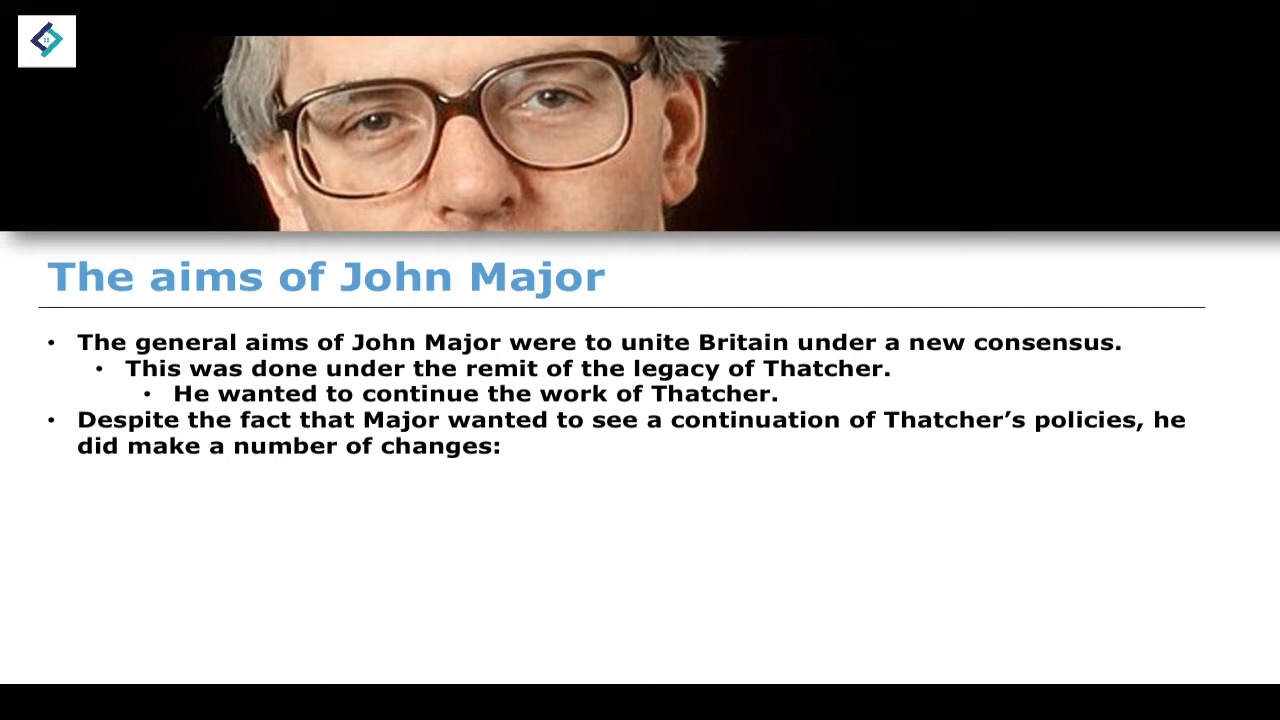 The aims of John Major
• The general aims of John Major were to unite Britain under a new consensus.
• This was done under the remit of the legacy of Thatcher.
• He wanted to continue the work of Thatcher.
• Despite the fact that Major wanted to see a continuation of Thatcher’s policies, he
did make a number of changes: